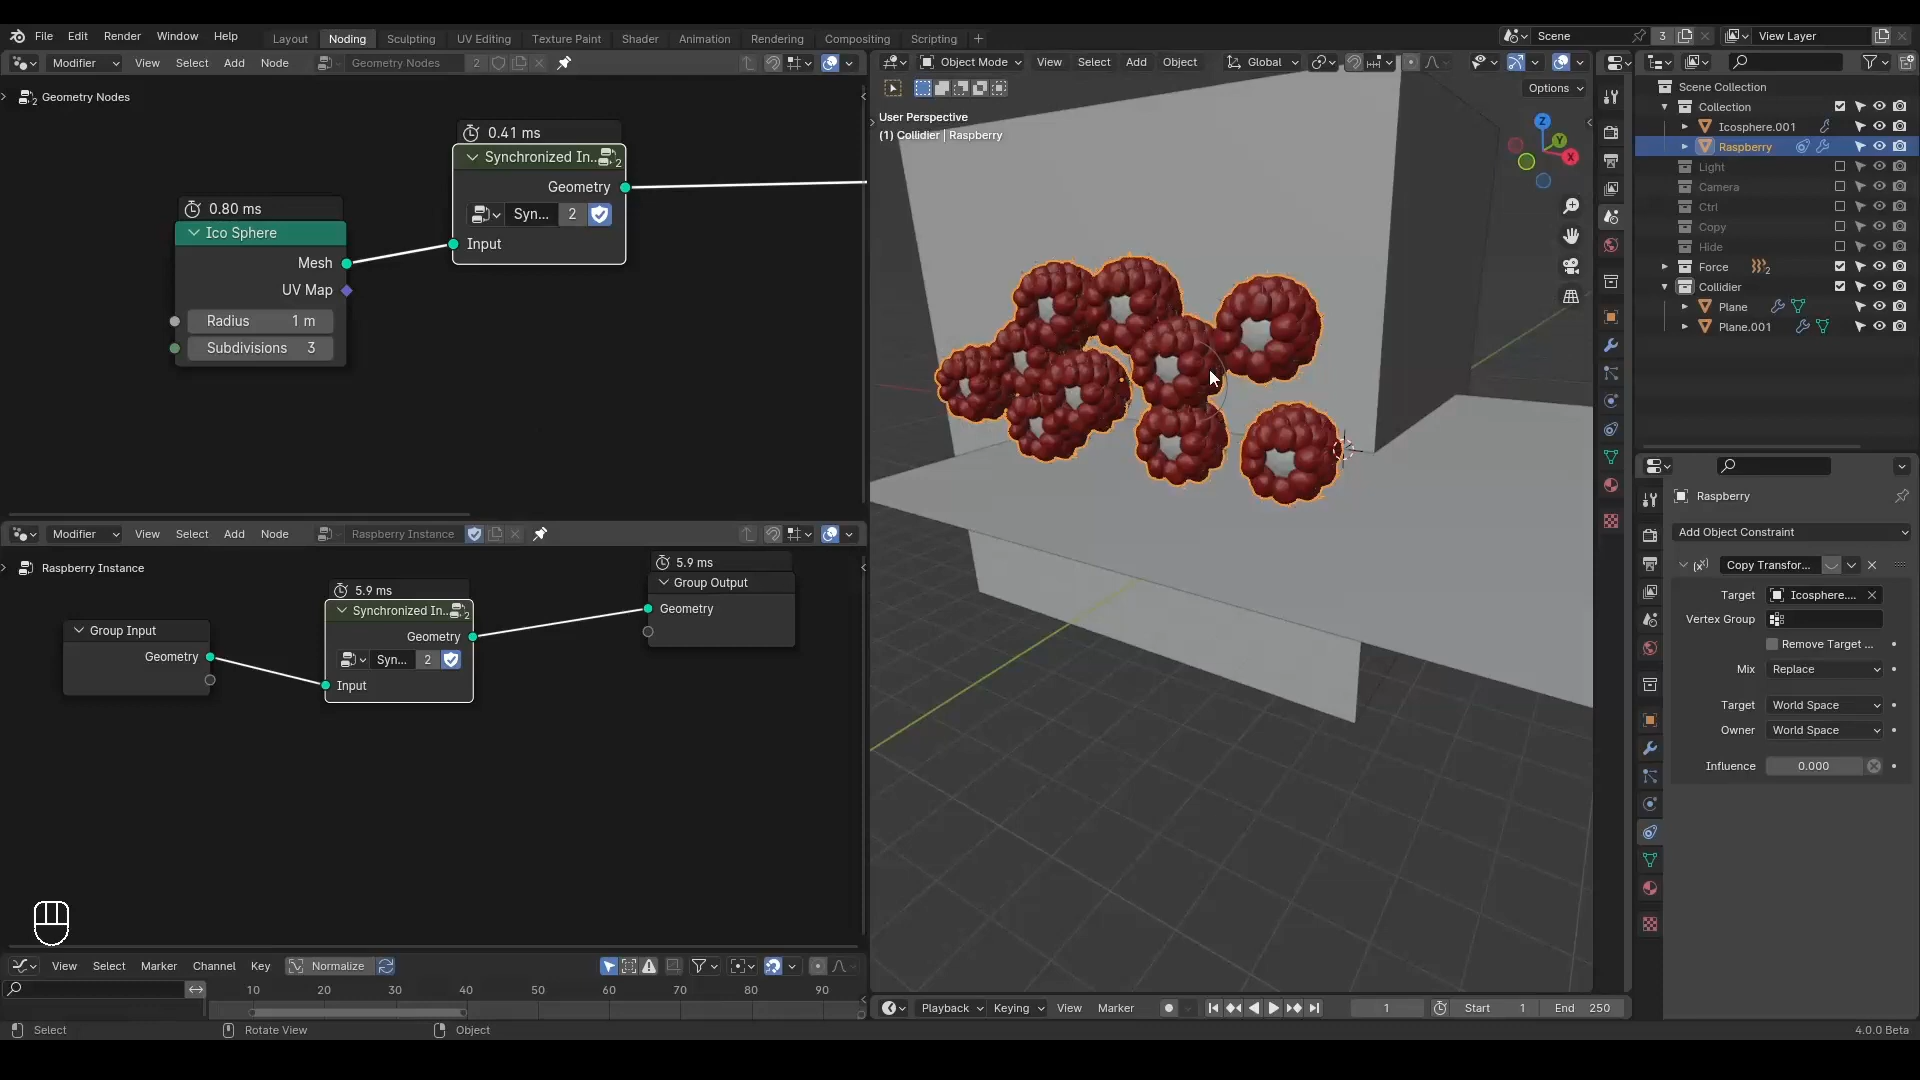 File Edit Render Window Help Layout Noding Sculpting UV Editing Texture Paint Shader Animation Rendering Compositing Scripting + Scene 3 View Layer
Modifier View Select Add Node Geometry Nodes 2
Object Mode View Select Add Object Global
Options
Geometry Nodes
User Perspective
(1) Collidier | Raspberry
0.41 ms
Synchronized In... 2
Geometry
Syn... 2
Input
0.80 ms
Ico Sphere
Mesh
UV Map
Radius 1 m
Subdivisions 3
Z
Y
X
Scene Collection
Collection
Icosphere.001
Raspberry
Light
Camera
Ctrl
Copy
Hide
Force 2
Collidier
Plane
Plane.001
Modifier View Select Add Node Raspberry Instance
Raspberry Instance
Group Input
Geometry
5.9 ms
Synchronized In... 2
Geometry
Syn... 2
Input
5.9 ms
Group Output
Geometry
Raspberry
Add Object Constraint
Copy Transfor...
Target Icosphere....
Vertex Group
Remove Target ...
Mix Replace
Target World Space
Owner World Space
Influence 0.000
View Select Marker Channel Key Normalize
10 20 30 40 50 60 70 80 90
Playback Keying View Marker 1 Start 1 End 250
Select Rotate View Object 4.0.0 Beta